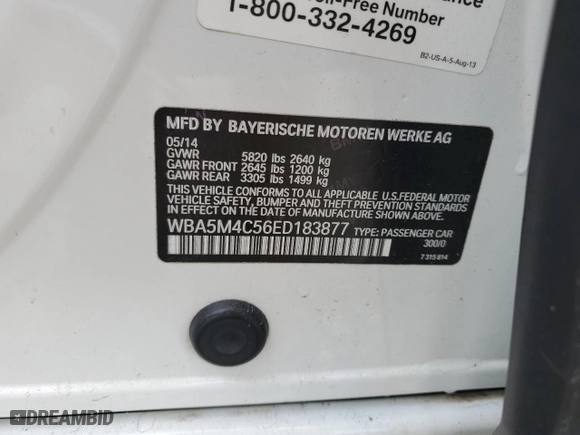 Number
1-800-332-4269
B2-US-A-5-Aug-13
MFD BY BAYERISCHE MOTOREN WERKE AG
05/14
GVWR 5820 lbs 2640 kg
GAWR FRONT 2645 lbs 1200 kg
GAWR REAR 3305 lbs 1499 kg
THIS VEHICLE CONFORMS TO ALL APPLICABLE U.S.FEDERAL MOTOR
VEHICLE SAFETY, BUMPER AND THEFT PREVENTION STANDARDS
IN EFFECT ON THE DATE OF MANUFACTURE SHOWN ABOVE.
WBA5M4C56ED183877 TYPE: PASSENGER CAR
300/0
7 315 814
DREAMBID